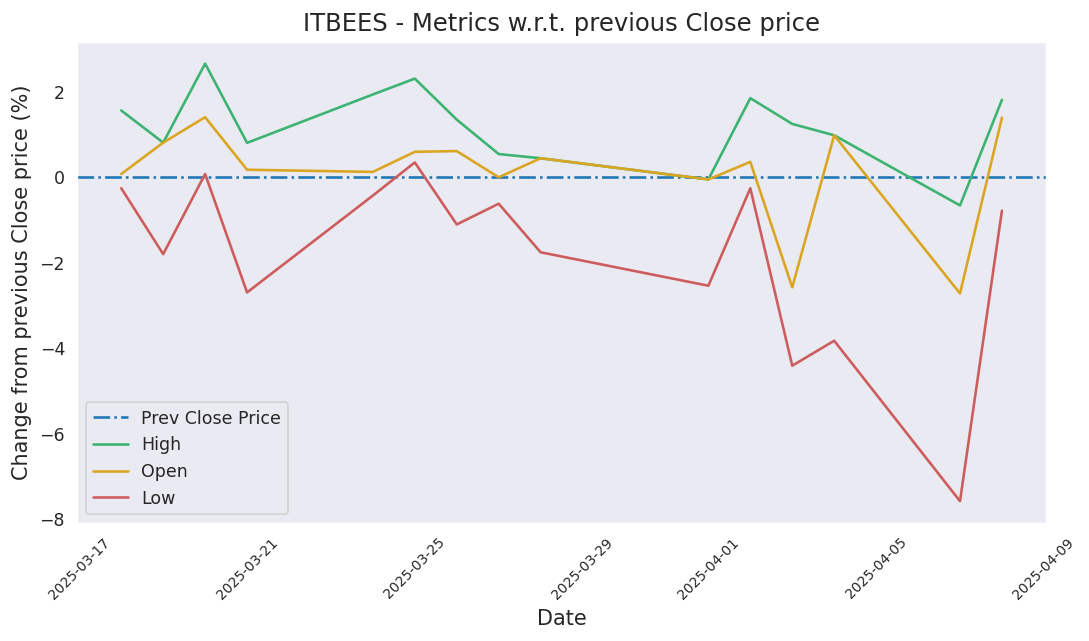 ITBEES - Metrics w.r.t. previous Close price
Change from previous Close price (%)
2
0
−2
−4
−6
−8
Prev Close Price
High
Open
Low
2025-03-17
2025-03-21
2025-03-25
2025-03-29
2025-04-01
2025-04-05
2025-04-09
Date